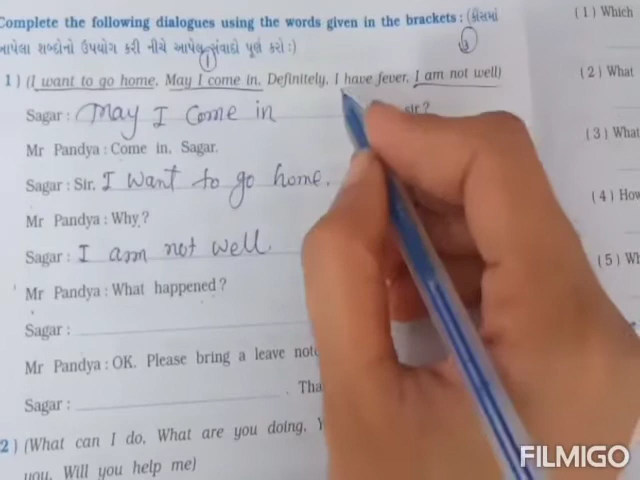 Complete the following dialogues using the words given in the brackets : (કૌંસમાં ( 1 ) Which
આપેલા શબ્દોનો ઉપયોગ કરી નીચે આપેલ સંવાદો પૂર્ણ કરો :)
1 3
1 ) (I want to go home, May I come in, Definitely, I have fever, I am not well) ( 2 ) What
Sagar : May I Come in sir?
Mr Pandya : Come in, Sagar. ( 3 ) What
Sagar : Sir, I want to go home.
Mr Pandya : Why? ( 4 ) How
Sagar : I am not well.
( 5 ) Wh
Mr Pandya : What happened?
Sagar :
Mr Pandya : OK. Please bring a leave note
Sagar : . Tha
2 ) (What can I do, What are you doing,
you, Will you help me)
FILMIGO